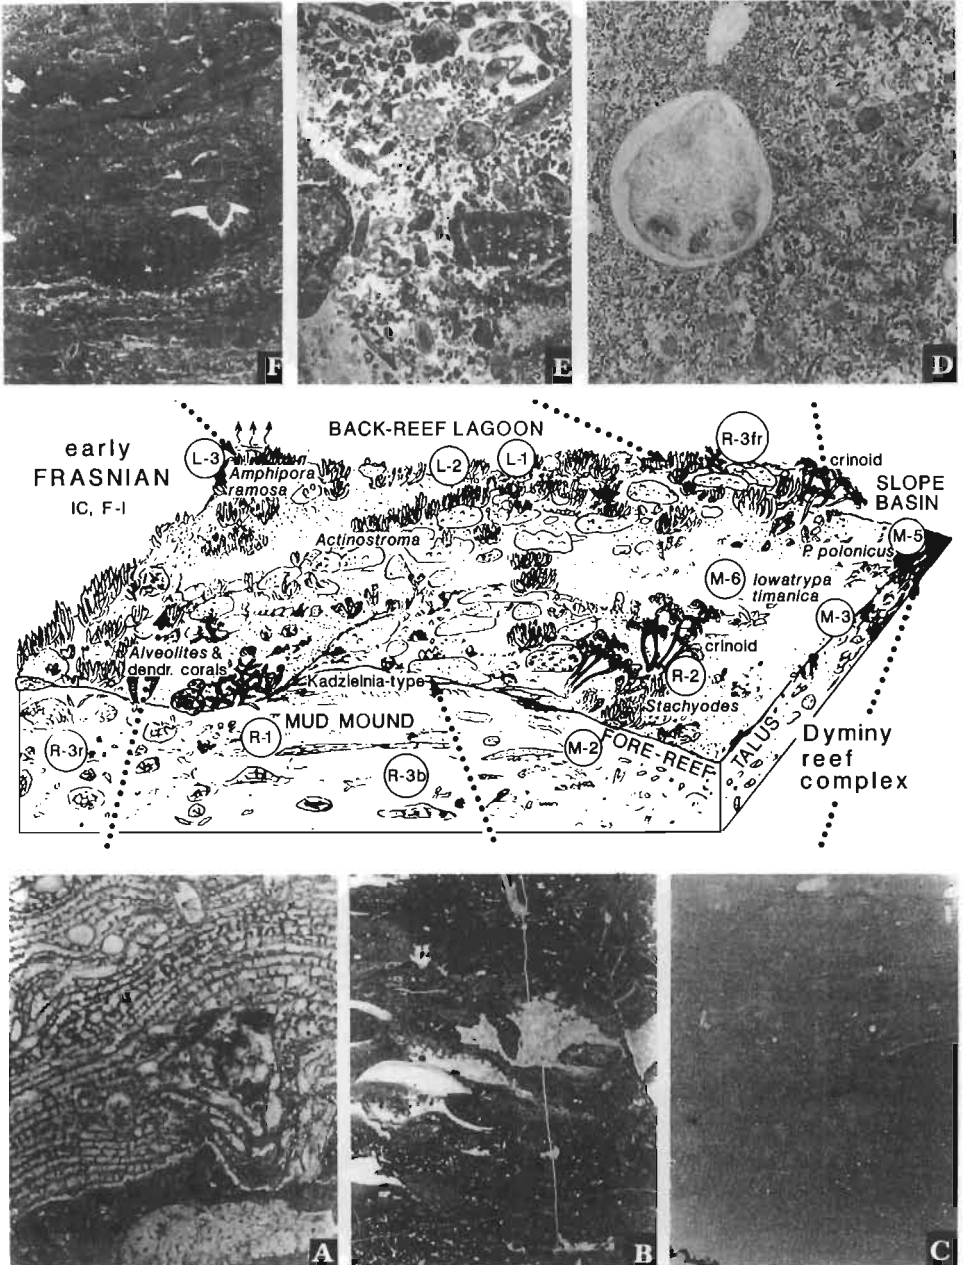 F
E
D
early
FRASNIAN
IC, F-I
BACK-REEF LAGOON
L-3
L-2
L-1
R-3fr
Amphipora
ramosa
crinoid
SLOPE
BASIN
Actinostroma
M-5
P. polonicus
M-6
Iowatrypa
timanica
M-3
Alveolites &
dendr. corals
crinoid
Kadzielnia-type
R-2
Stachyodes
MUD MOUND
R-3r
R-1
M-2
FORE-REEF
TALUS
R-3b
Dyminy
reef
complex
A
B
C